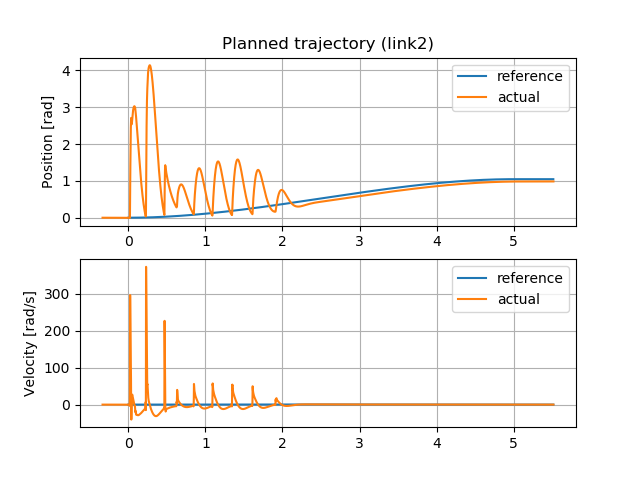 Planned trajectory (link2)
Position [rad]
4
3
2
1
0
reference
actual
0 1 2 3 4 5
Velocity [rad/s]
300
200
100
0
reference
actual
0 1 2 3 4 5